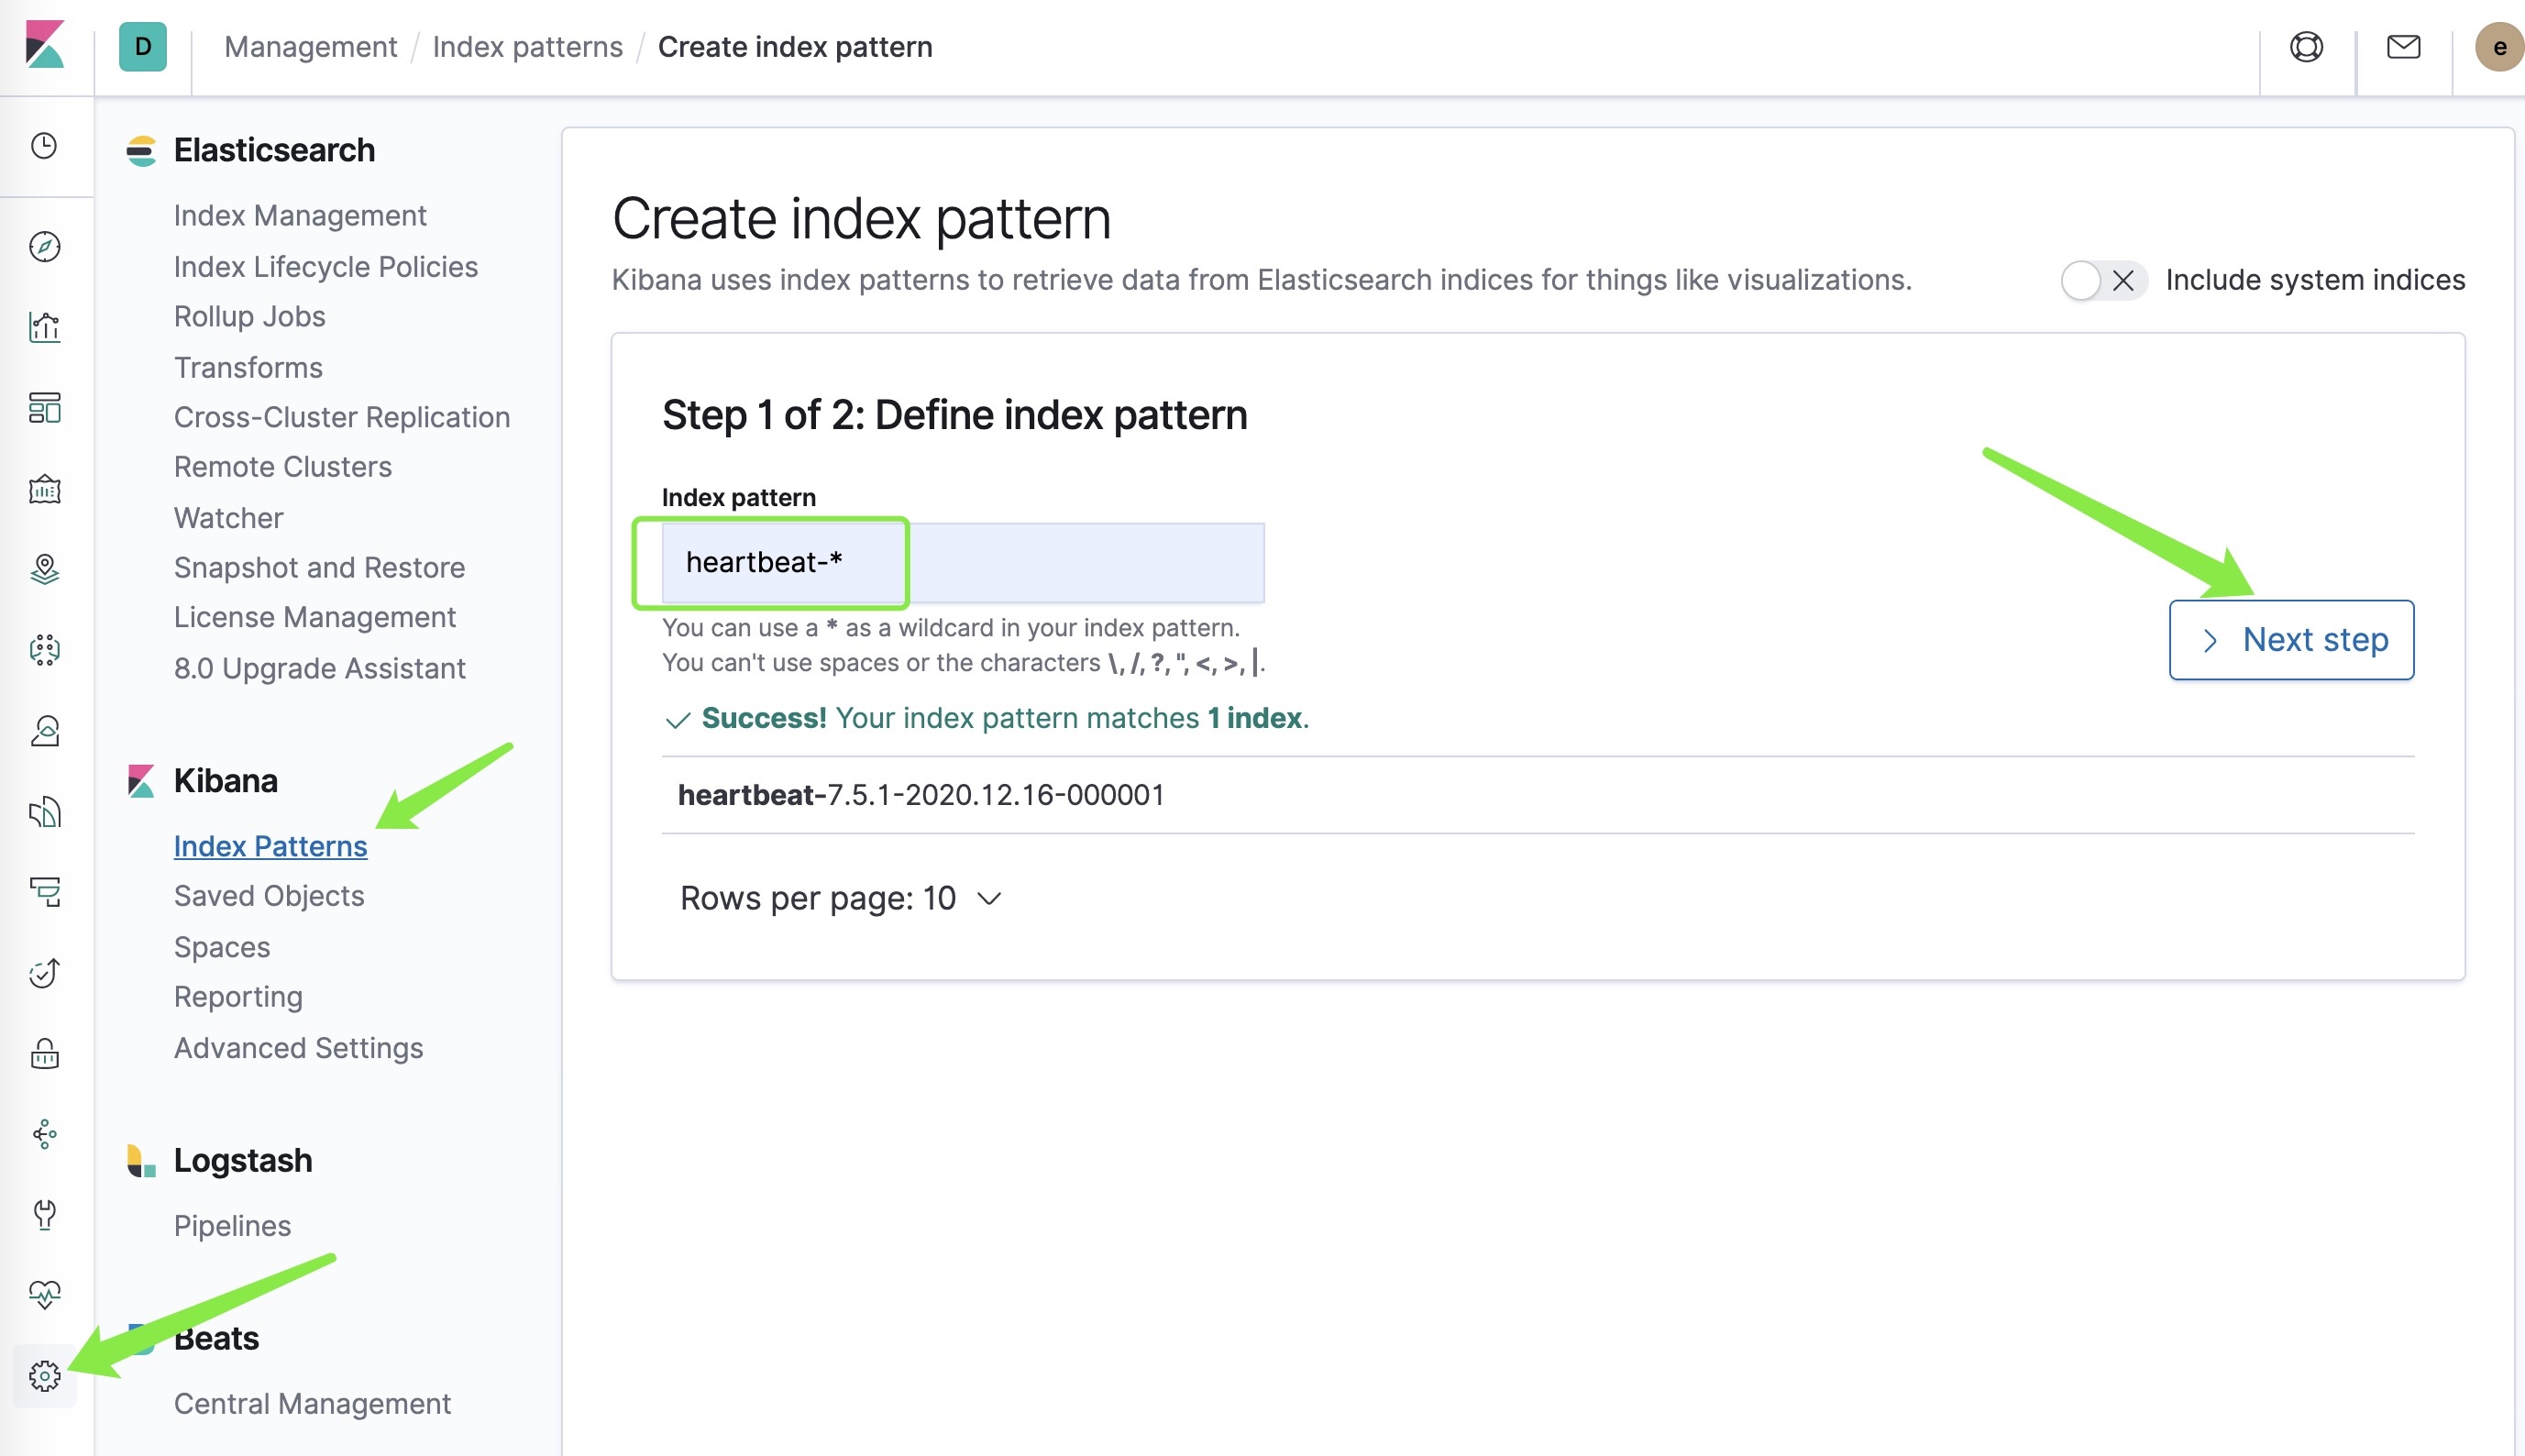 D
Management / Index patterns / Create index pattern
e
Elasticsearch
Index Management
Index Lifecycle Policies
Rollup Jobs
Transforms
Cross-Cluster Replication
Remote Clusters
Watcher
Snapshot and Restore
License Management
8.0 Upgrade Assistant
Kibana
Index Patterns
Saved Objects
Spaces
Reporting
Advanced Settings
Logstash
Pipelines
Beats
Central Management
Create index pattern
Kibana uses index patterns to retrieve data from Elasticsearch indices for things like visualizations.
Include system indices
Step 1 of 2: Define index pattern
Index pattern
heartbeat-*
You can use a * as a wildcard in your index pattern.
You can't use spaces or the characters \, /, ?, ", <, >, |.
Next step
Success! Your index pattern matches 1 index.
heartbeat-7.5.1-2020.12.16-000001
Rows per page: 10